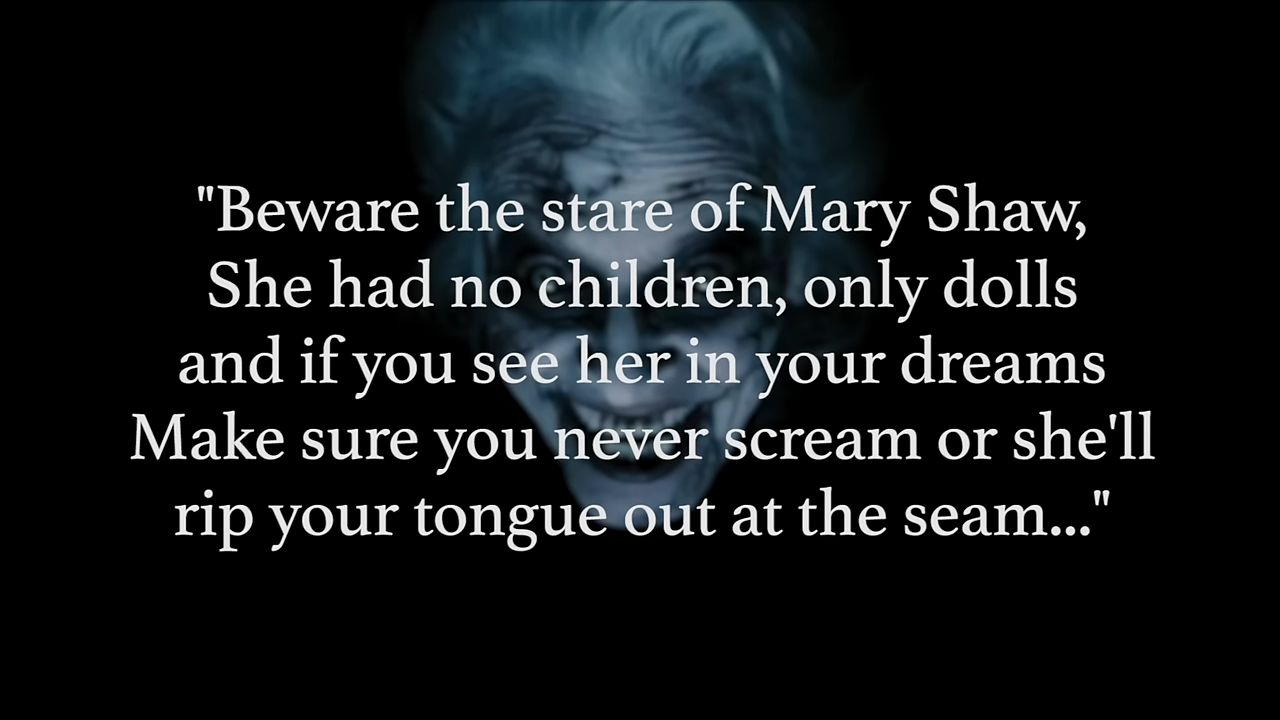 "Beware the stare of Mary Shaw,
She had no children, only dolls
and if you see her in your dreams
Make sure you never scream or she'll
rip your tongue out at the seam..."